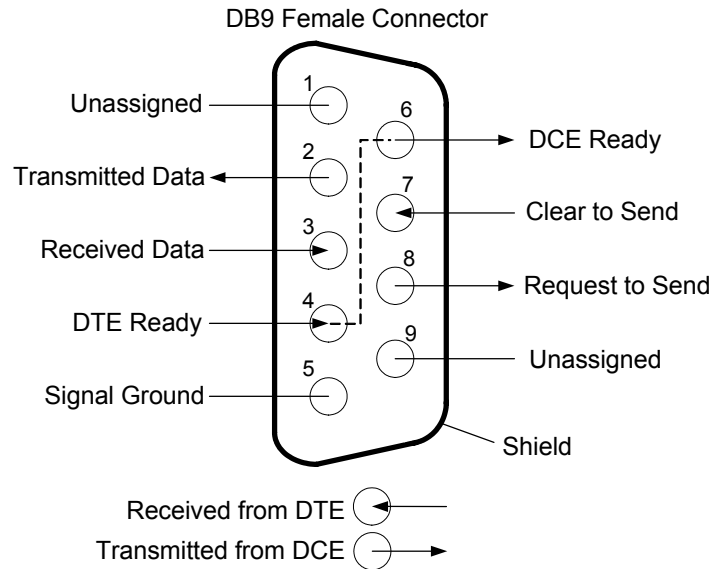 DB9 Female Connector
1
Unassigned
6
DCE Ready
2
Transmitted Data
7
Clear to Send
3
Received Data
8
Request to Send
4
DTE Ready
9
Unassigned
5
Signal Ground
Shield
Received from DTE
Transmitted from DCE